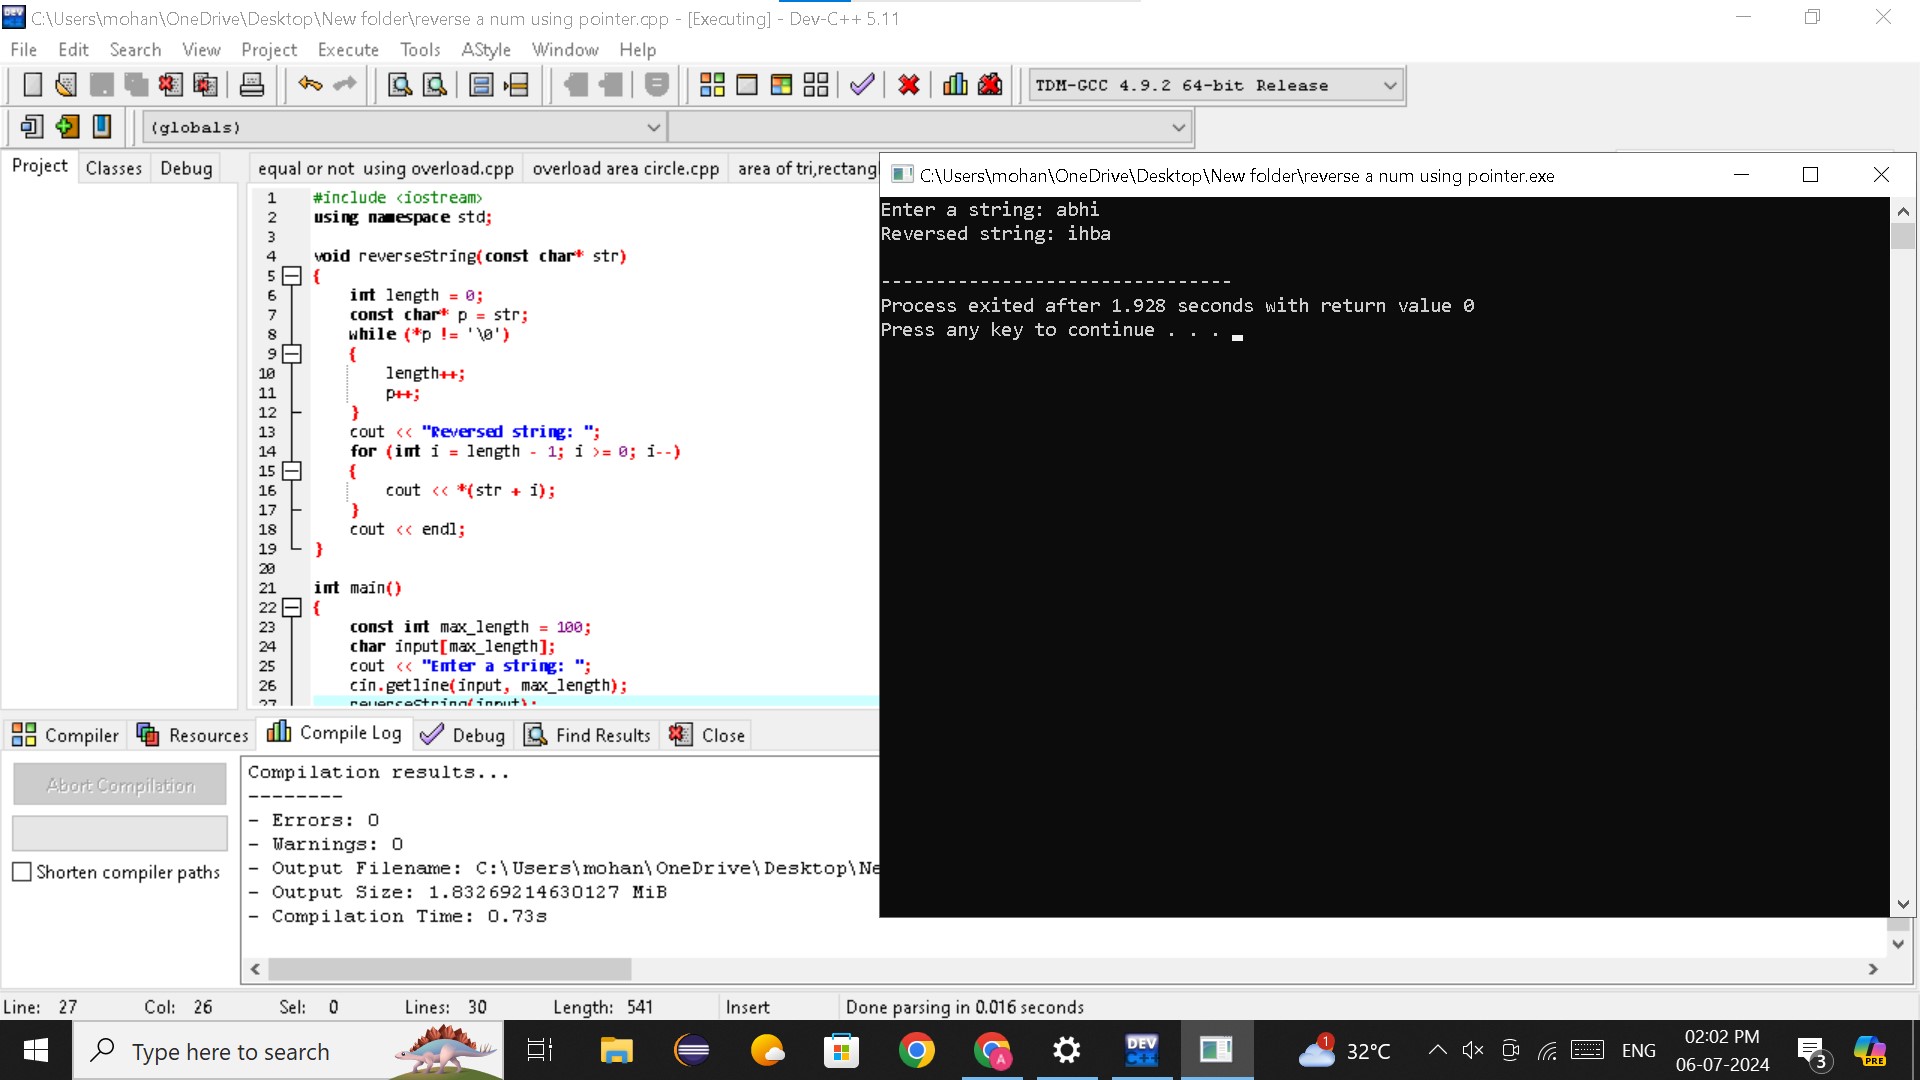 C:\Users\mohan\OneDrive\Desktop\New folder\reverse a num using pointer.cpp - [Executing] - Dev-C++ 5.11
File Edit Search View Project Execute Tools AStyle Window Help
TDM-GCC 4.9.2 64-bit Release
(globals)
Project Classes Debug
equal or not using overload.cpp overload area circle.cpp area of tri,rectang
1 #include <iostream>
2 using namespace std;
3
4 void reverseString(const char* str)
5 {
6 int length = 0;
7 const char* p = str;
8 while (*p != '\0')
9 {
10 length++;
11 p++;
12 }
13 cout << "Reversed string: ";
14 for (int i = length - 1; i >= 0; i--)
15 {
16 cout << *(str + i);
17 }
18 cout << endl;
19 }
20
21 int main()
22 {
23 const int max_length = 100;
24 char input[max_length];
25 cout << "Enter a string: ";
26 cin.getline(input, max_length);
27 reverseString(input);
C:\Users\mohan\OneDrive\Desktop\New folder\reverse a num using pointer.exe
Enter a string: abhi
Reversed string: ihba
--------------------------------
Process exited after 1.928 seconds with return value 0
Press any key to continue . . .
Compiler Resources Compile Log Debug Find Results Close
Abort Compilation
Shorten compiler paths
Compilation results...
--------
- Errors: 0
- Warnings: 0
- Output Filename: C:\Users\mohan\OneDrive\Desktop\Ne
- Output Size: 1.83269214630127 MiB
- Compilation Time: 0.73s
Line: 27 Col: 26 Sel: 0 Lines: 30 Length: 541 Insert Done parsing in 0.016 seconds
Type here to search
DEV C++
A
1
32°C
ENG
02:02 PM
06-07-2024
3
PRE